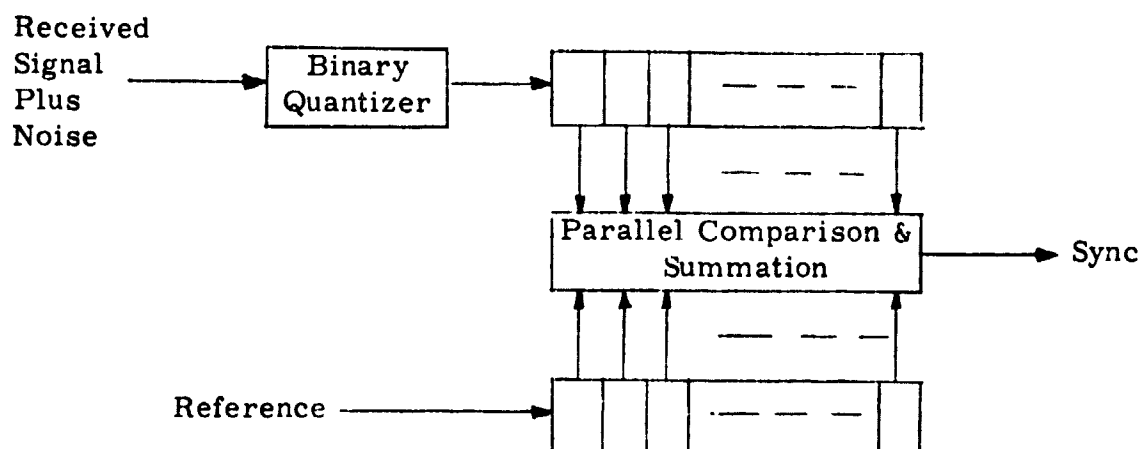 Received
Signal
Plus
Noise
Binary
Quantizer
Parallel Comparison &
Summation
Sync
Reference